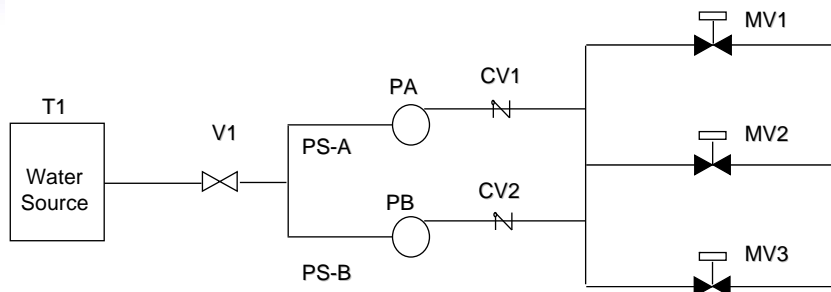 MV1
PA
CV1
T1
V1
MV2
PS-A
Water
Source
PB
CV2
MV3
PS-B